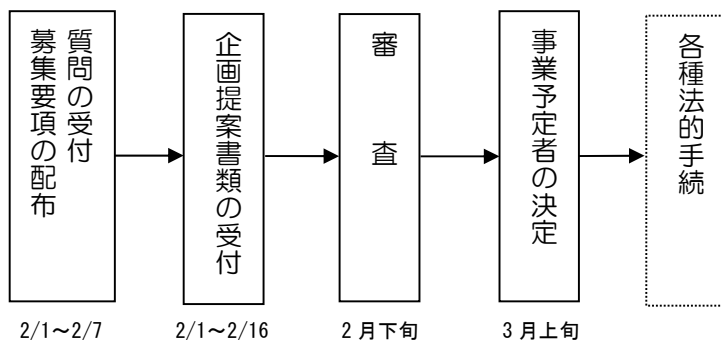 募集要項の配布
質問の受付
企画提案書類の受付
審　査
事業予定者の決定
各種法的手続
2/1～2/7
2/1～2/16
2月下旬
3月上旬